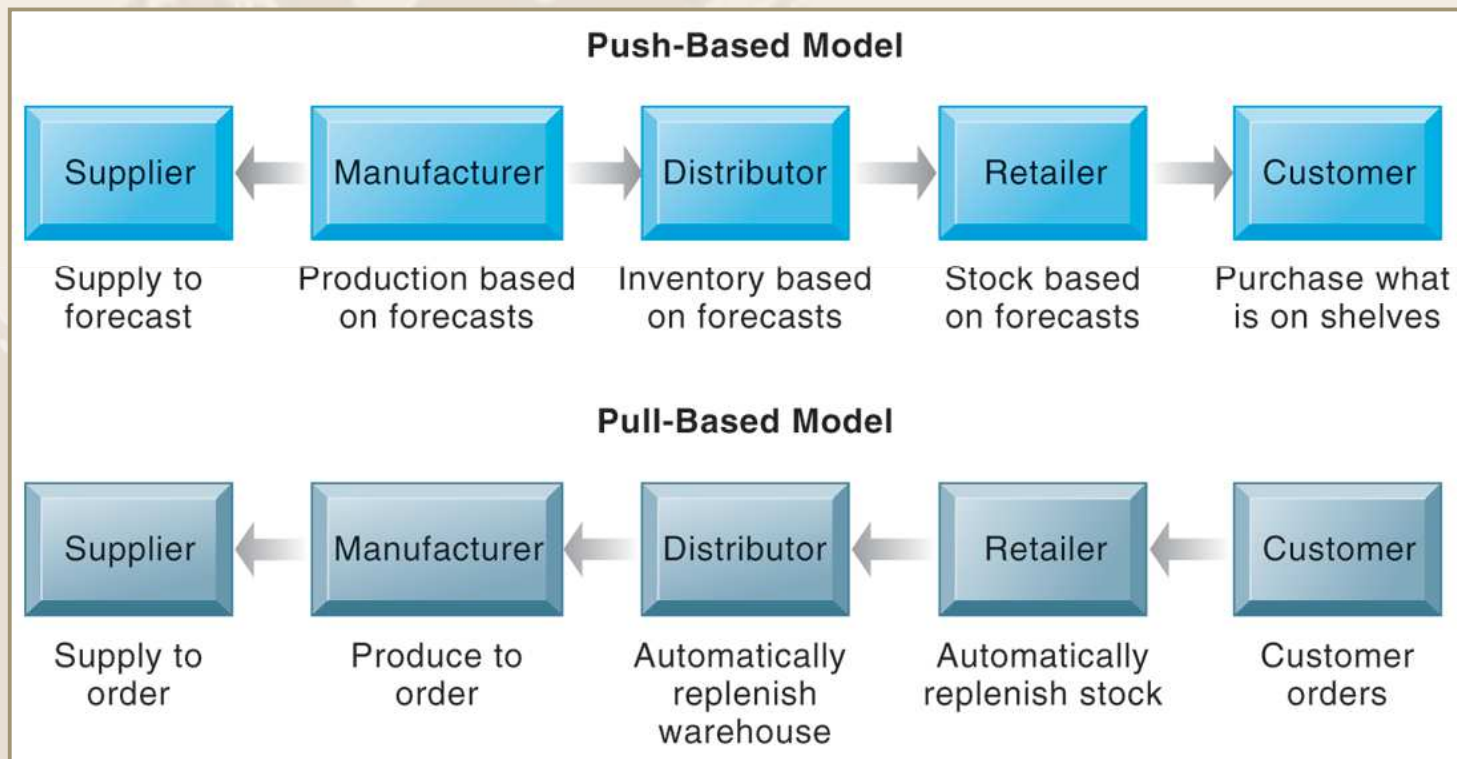 Push-Based Model
Supplier
Manufacturer
Distributor
Retailer
Customer
Supply to
forecast
Production based
on forecasts
Inventory based
on forecasts
Stock based
on forecasts
Purchase what
is on shelves
Pull-Based Model
Supplier
Manufacturer
Distributor
Retailer
Customer
Supply to
order
Produce to
order
Automatically
replenish
warehouse
Automatically
replenish stock
Customer
orders